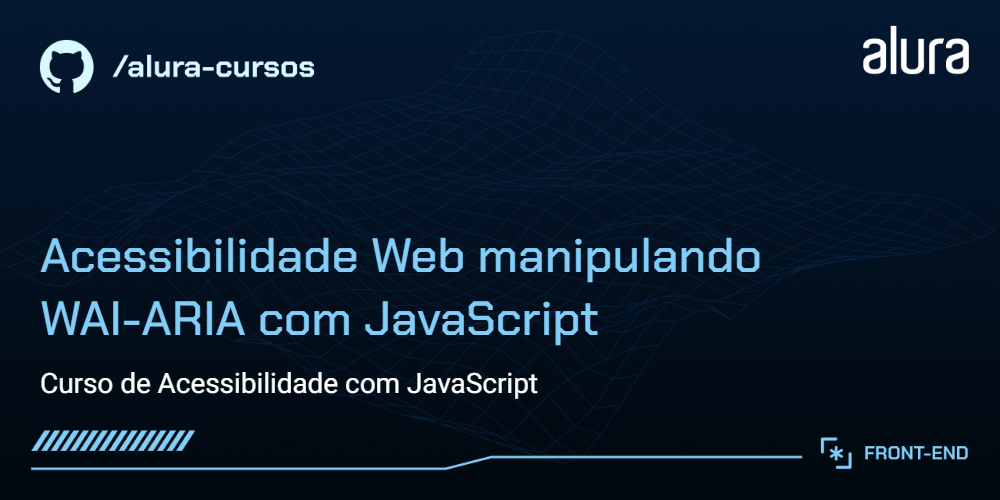 /alura-cursos
alura
Acessibilidade Web manipulando
WAI-ARIA com JavaScript
Curso de Acessibilidade com JavaScript
FRONT-END